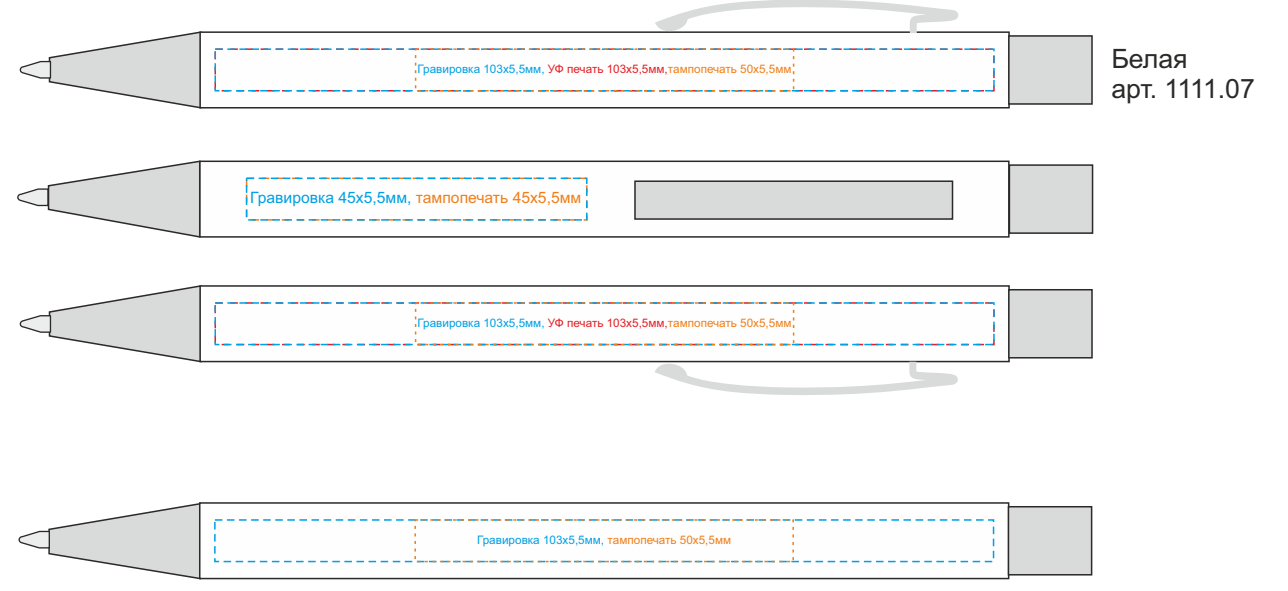 Гравировка 103х5,5мм, УФ печать 103х5,5мм,тампопечать 50х5,5мм
Белая
арт. 1111.07
Гравировка 45х5,5мм, тампопечать 45х5,5мм
Гравировка 103х5,5мм, УФ печать 103х5,5мм,тампопечать 50х5,5мм
Гравировка 103х5,5мм, тампопечать 50х5,5мм